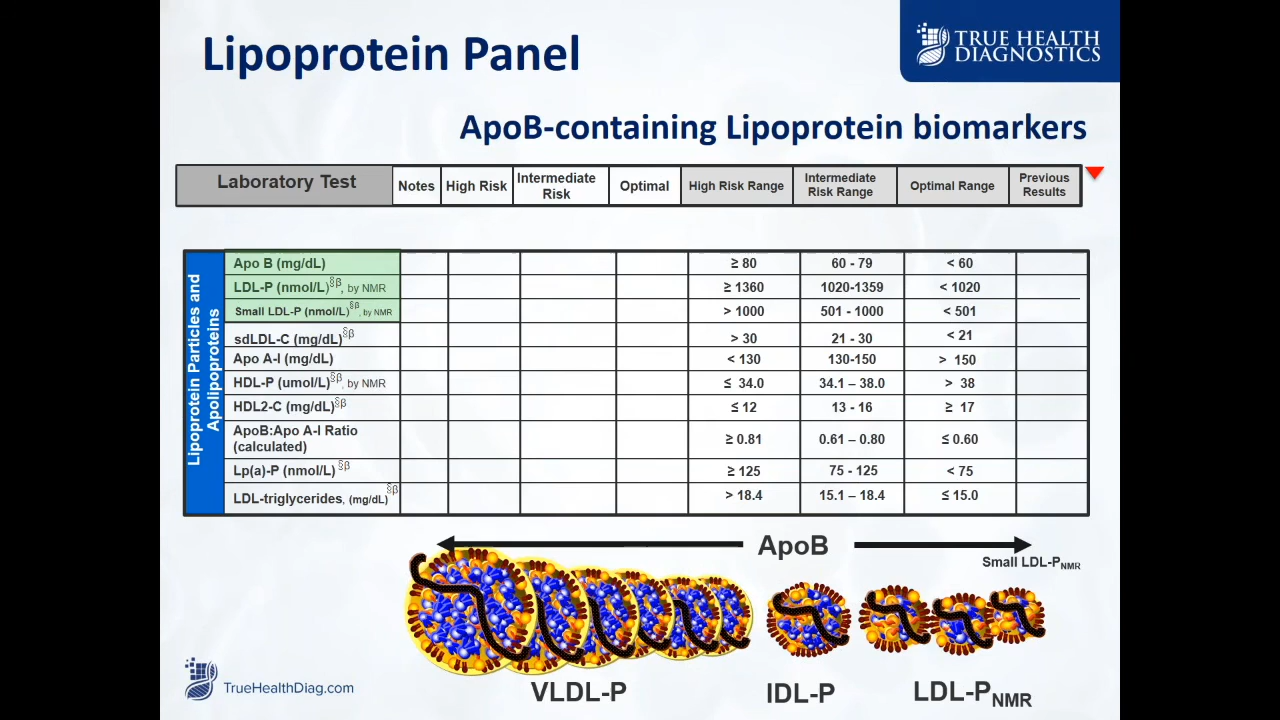 Lipoprotein Panel
TRUE HEALTH
DIAGNOSTICS
ApoB-containing Lipoprotein biomarkers
Laboratory Test Notes High Risk Intermediate Risk Optimal High Risk Range Intermediate Risk Range Optimal Range Previous Results
Lipoprotein Particles and
Apolipoproteins
Apo B (mg/dL) ≥ 80 60 - 79 < 60
LDL-P (nmol/L)§β, by NMR ≥ 1360 1020-1359 < 1020
Small LDL-P (nmol/L)§β, by NMR > 1000 501 - 1000 < 501
sdLDL-C (mg/dL)§β > 30 21 - 30 < 21
Apo A-I (mg/dL) < 130 130-150 > 150
HDL-P (umol/L)§β, by NMR ≤ 34.0 34.1 – 38.0 > 38
HDL2-C (mg/dL)§β ≤ 12 13 - 16 ≥ 17
ApoB:Apo A-I Ratio
(calculated) ≥ 0.81 0.61 – 0.80 ≤ 0.60
Lp(a)-P (nmol/L) §β ≥ 125 75 - 125 < 75
LDL-triglycerides, (mg/dL)§β > 18.4 15.1 – 18.4 ≤ 15.0
ApoB
Small LDL-PNMR
VLDL-P IDL-P LDL-PNMR
TrueHealthDiag.com